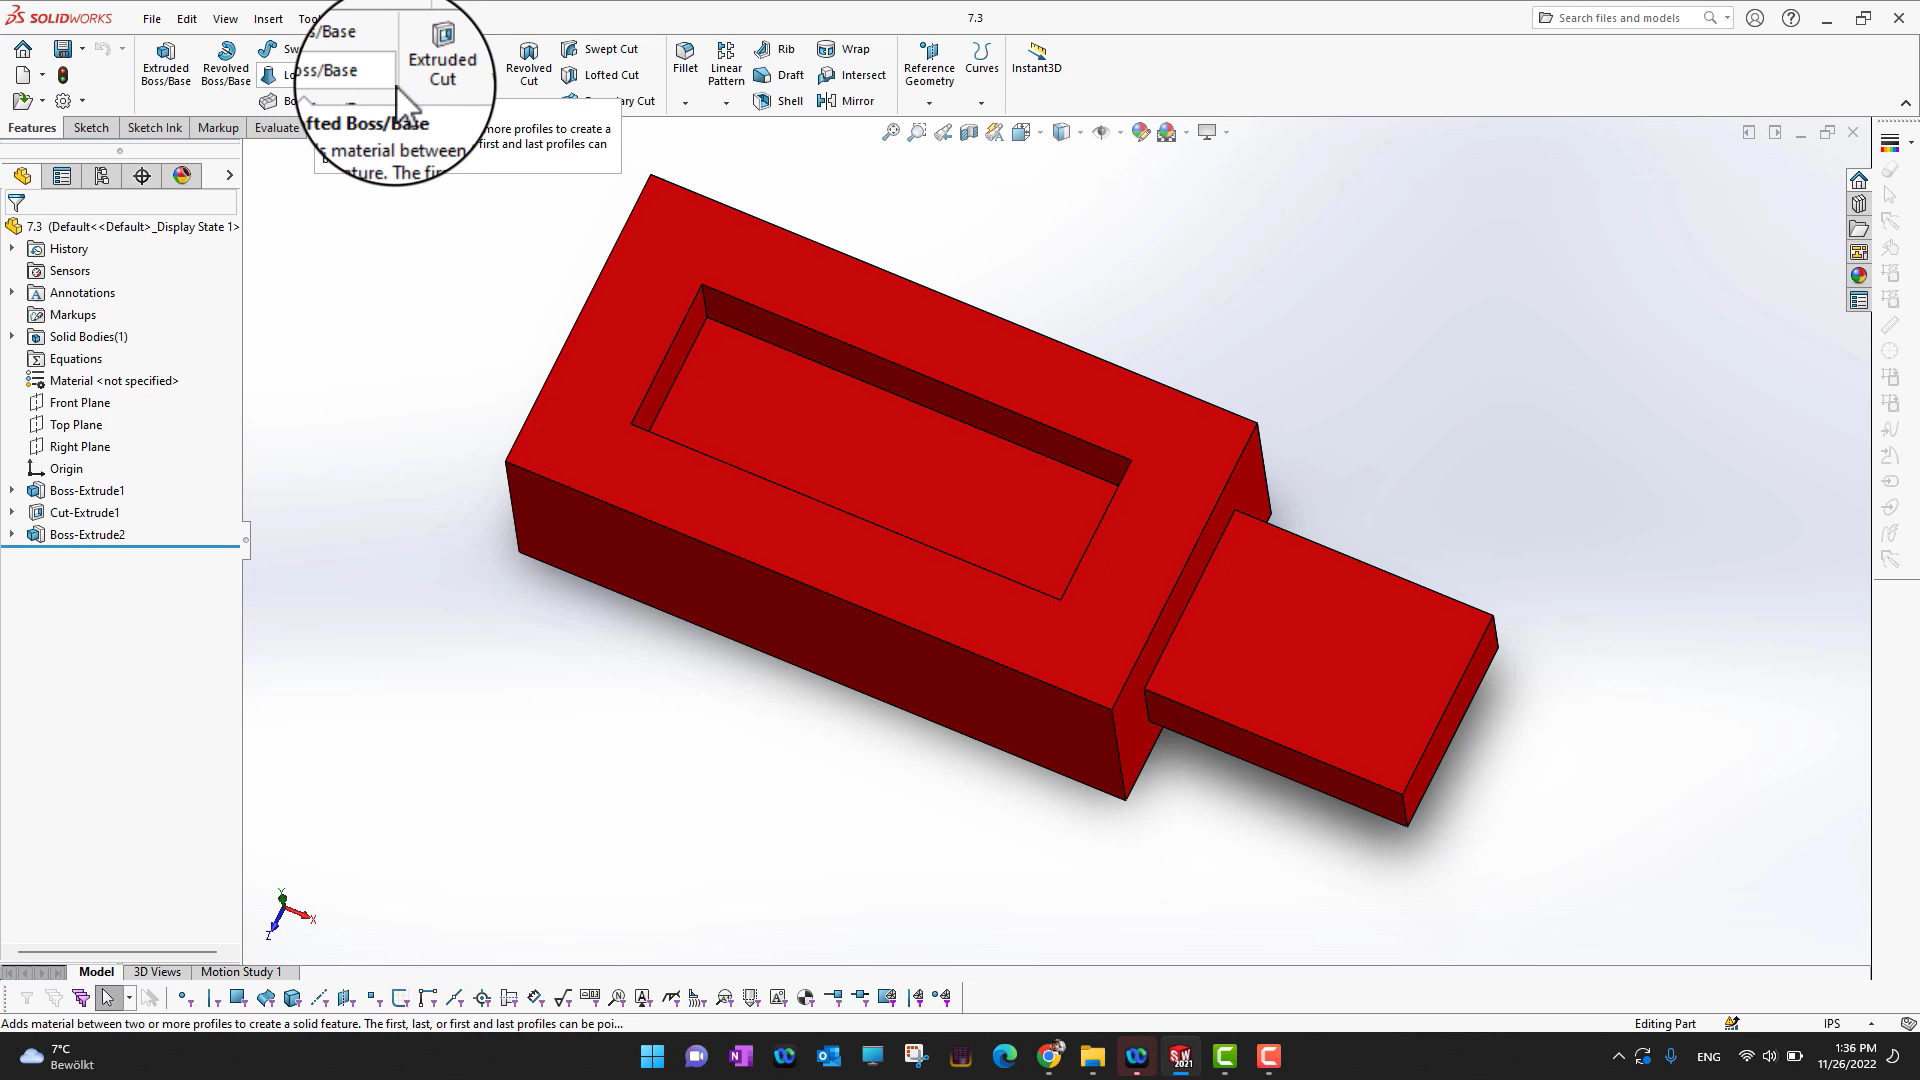 SOLIDWORKS
File Edit View Insert
7.3
Search files and models
Extruded Boss/Base
Revolved Boss/Base
s/Base
oss/Base
Extruded Cut
Revolved Cut
Swept Cut
Lofted Cut
Cut
Fillet
Linear Pattern
Rib
Draft
Shell
Wrap
Intersect
Mirror
Reference Geometry
Curves
Instant3D
fted Boss/Base
s material between
ture. The firs
more profiles to create a
first and last profiles can
Features Sketch Sketch Ink Markup Evaluate
7.3 (Default<<Default>_Display State 1>
History
Sensors
Annotations
Markups
Solid Bodies(1)
Equations
Material <not specified>
Front Plane
Top Plane
Right Plane
Origin
Boss-Extrude1
Cut-Extrude1
Boss-Extrude2
Y
X
Z
Model 3D Views Motion Study 1
Adds material between two or more profiles to create a solid feature. The first, last, or first and last profiles can be poi...
Editing Part
IPS
7°C
Bewölkt
SW
2021
ENG
1:36 PM
11/26/2022